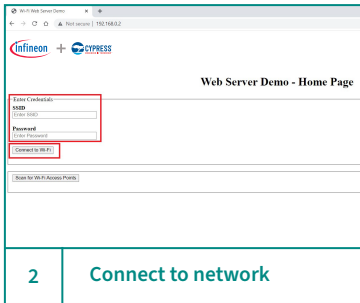 Wi-Fi Web Server Demo
Not secure | 192.168.0.2
infineon + CYPRESS
Web Server Demo - Home Page
Enter Credentials
SSID
Enter SSID
Password
Enter Password
Connect to Wi-Fi
Scan for Wi-Fi Access Points
2 Connect to network